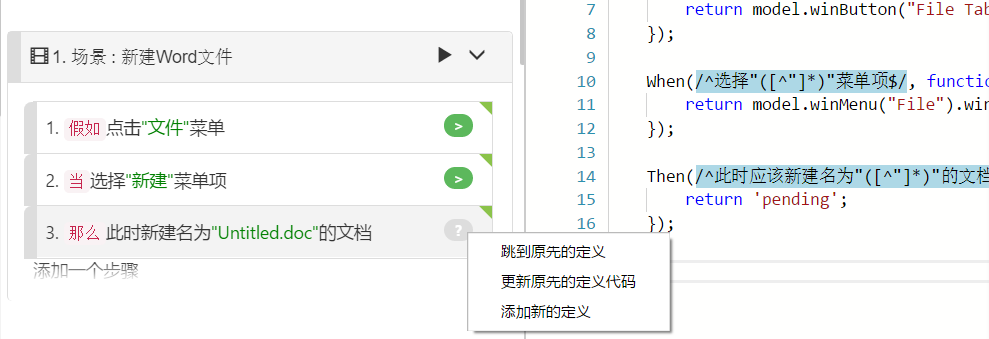 1. 场景 : 新建Word文件
1. 假如 点击"文件"菜单
>
2. 当 选择"新建"菜单项
>
3. 那么 此时新建名为"Untitled.doc"的文档
?
添加一个步骤
跳到原先的定义
更新原先的定义代码
添加新的定义
7 return model.winButton("File Tab
8 });
9
10 When(/^选择"([^"]*)"菜单项$/, functio
11 return model.winMenu("File").win
12 });
13
14 Then(/^此时应该新建名为"([^"]*)"的文档
15 return 'pending';
16 });